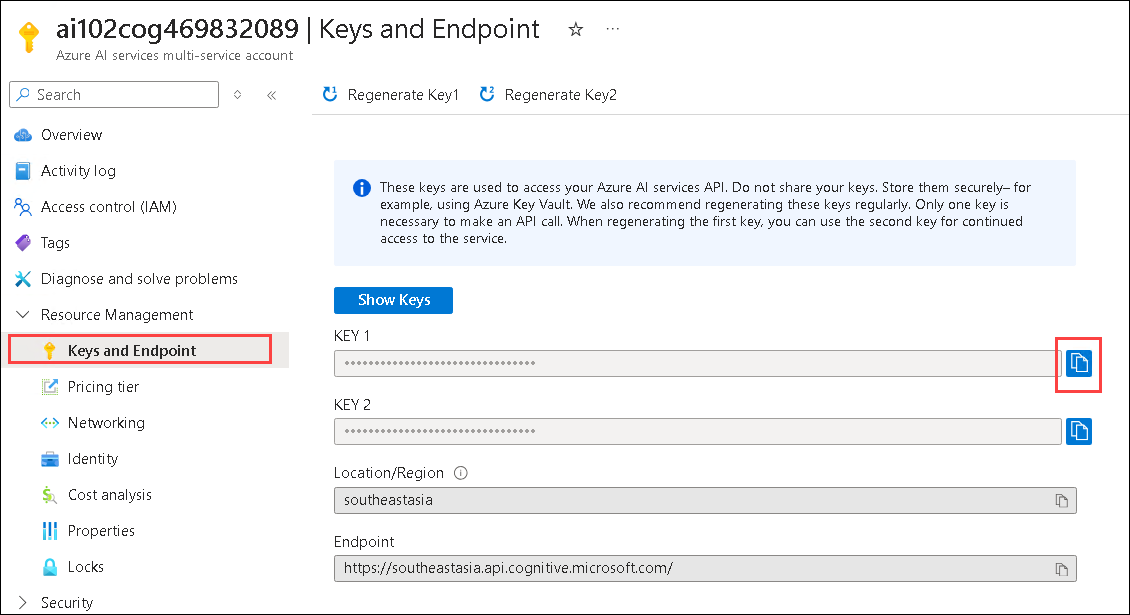 ai102cog469832089 | Keys and Endpoint ☆ ...
Azure AI services multi-service account
Search
Regenerate Key1
Regenerate Key2
Overview
Activity log
Access control (IAM)
Tags
Diagnose and solve problems
Resource Management
Keys and Endpoint
Pricing tier
Networking
Identity
Cost analysis
Properties
Locks
Security
These keys are used to access your Azure AI services API. Do not share your keys. Store them securely– for
example, using Azure Key Vault. We also recommend regenerating these keys regularly. Only one key is
necessary to make an API call. When regenerating the first key, you can use the second key for continued
access to the service.
Show Keys
KEY 1
••••••••••••••••••••••••••••••••
KEY 2
••••••••••••••••••••••••••••••••
Location/Region
southeastasia
Endpoint
https://southeastasia.api.cognitive.microsoft.com/